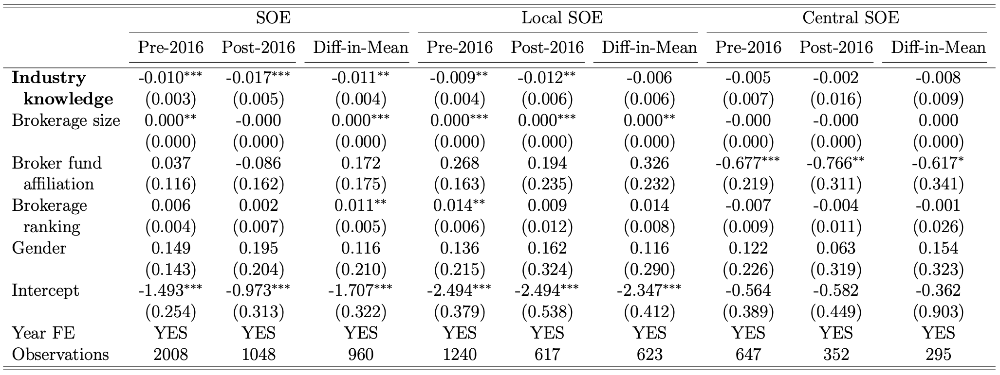 SOE Local SOE Central SOE
Pre-2016 Post-2016 Diff-in-Mean Pre-2016 Post-2016 Diff-in-Mean Pre-2016 Post-2016 Diff-in-Mean
Industry -0.010*** -0.017*** -0.011** -0.009** -0.012** -0.006 -0.005 -0.002 -0.008
knowledge (0.003) (0.005) (0.004) (0.004) (0.006) (0.006) (0.007) (0.016) (0.009)
Brokerage size 0.000** -0.000 0.000*** 0.000*** 0.000*** 0.000** -0.000 -0.000 0.000
(0.000) (0.000) (0.000) (0.000) (0.000) (0.000) (0.000) (0.000) (0.000)
Broker fund 0.037 -0.086 0.172 0.268 0.194 0.326 -0.677*** -0.766** -0.617*
affiliation (0.116) (0.162) (0.175) (0.163) (0.235) (0.232) (0.219) (0.311) (0.341)
Brokerage 0.006 0.002 0.011** 0.014** 0.009 0.014 -0.007 -0.004 -0.001
ranking (0.004) (0.007) (0.005) (0.006) (0.012) (0.008) (0.009) (0.011) (0.026)
Gender 0.149 0.195 0.116 0.136 0.162 0.116 0.122 0.063 0.154
(0.143) (0.204) (0.210) (0.215) (0.324) (0.290) (0.226) (0.319) (0.323)
Intercept -1.493*** -0.973*** -1.707*** -2.494*** -2.494*** -2.347*** -0.564 -0.582 -0.362
(0.254) (0.313) (0.322) (0.379) (0.538) (0.412) (0.389) (0.449) (0.903)
Year FE YES YES YES YES YES YES YES YES YES
Observations 2008 1048 960 1240 617 623 647 352 295